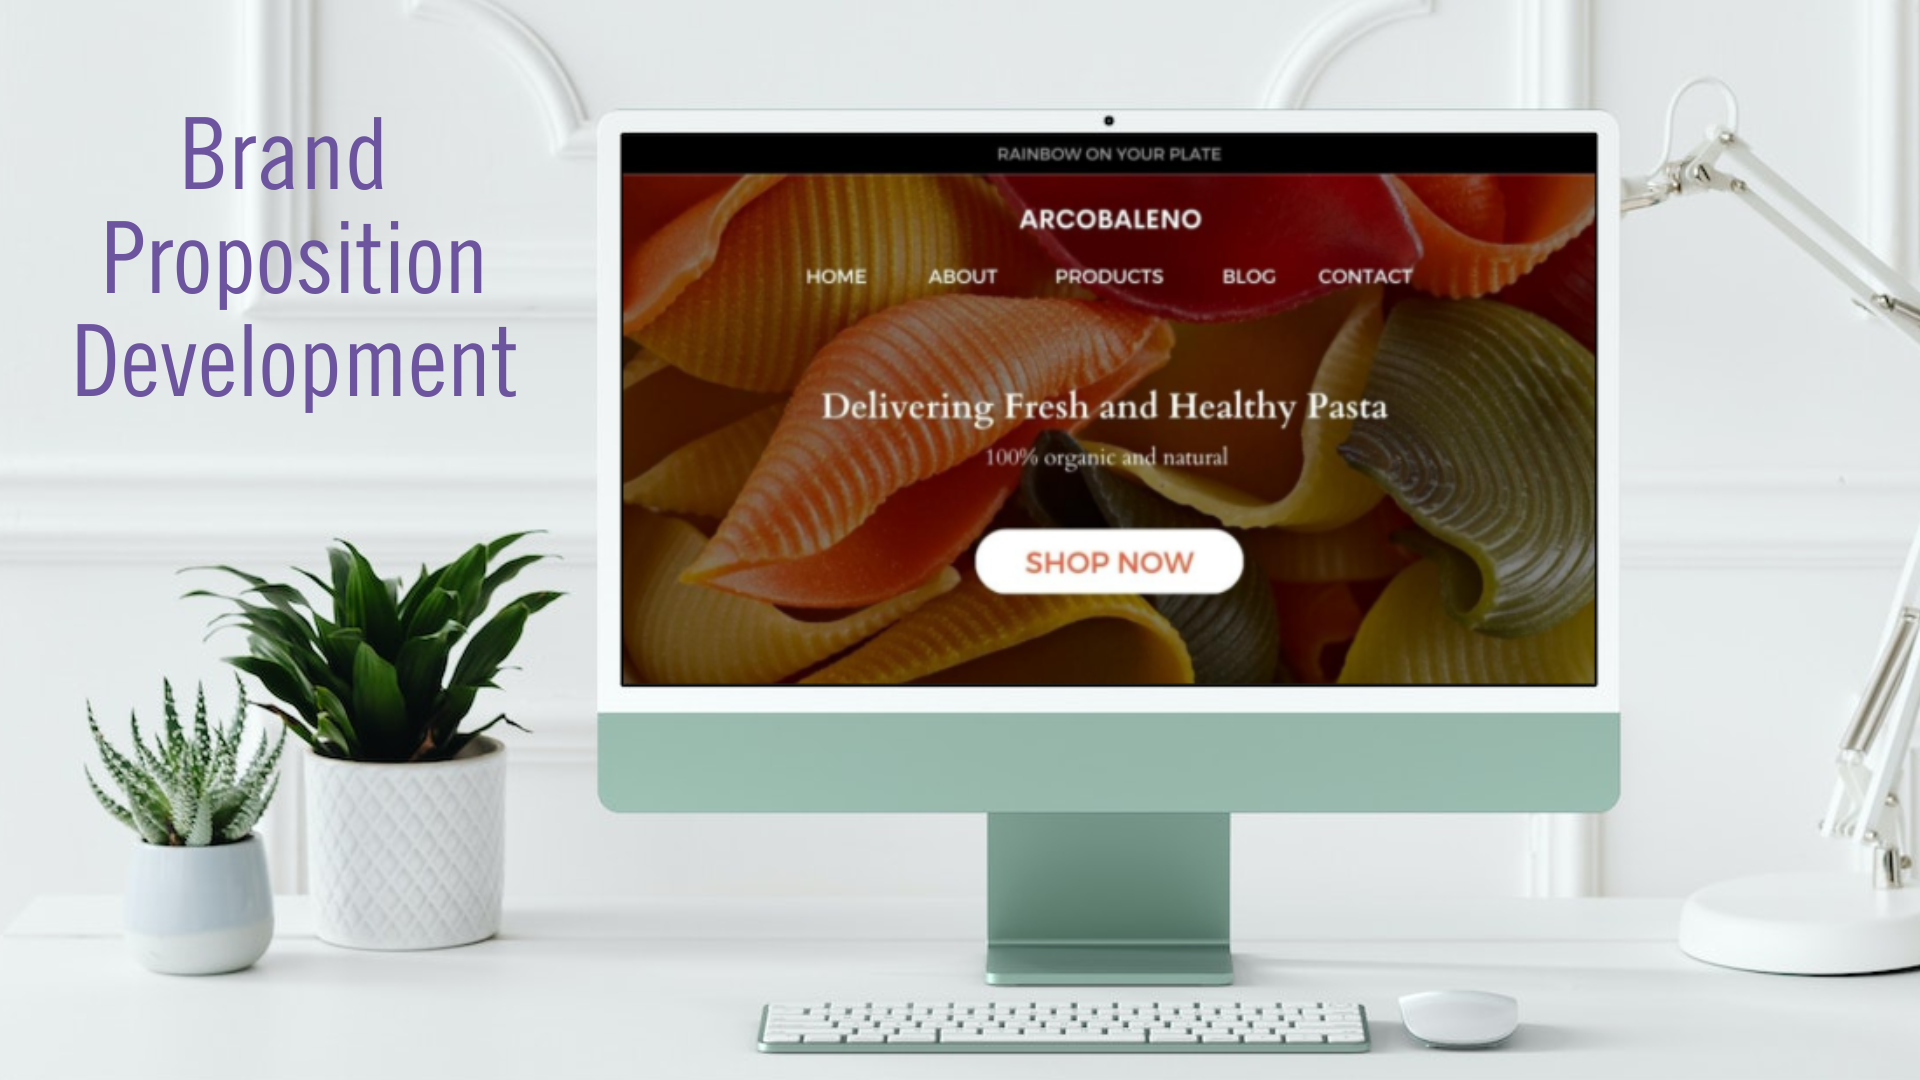 Brand
Proposition
Development
RAINBOW ON YOUR PLATE
ARCOBALENO
HOME ABOUT PRODUCTS BLOG CONTACT
Delivering Fresh and Healthy Pasta
100% organic and natural
SHOP NOW